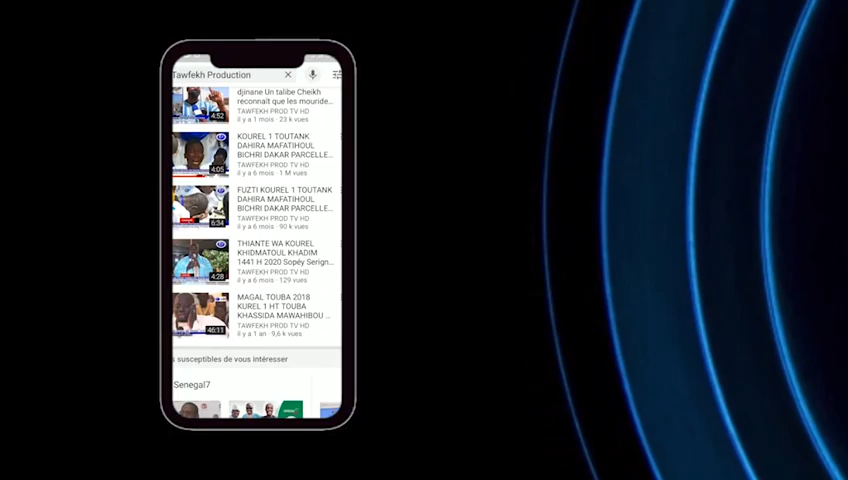 Tawfekh Production
djinane Un talibe Cheikh
reconnaît que les mouride...
TAWFEKH PROD TV HD
il y a 1 mois · 23 k vues
4:52
KOUREL 1 TOUTANK
DAHIRA MAFATIHOUL
BICHRI DAKAR PARCELLE...
TAWFEKH PROD TV HD
il y a 6 mois · 1 M vues
4:05
FUZTI KOUREL 1 TOUTANK
DAHIRA MAFATIHOUL
BICHRI DAKAR PARCELLE...
TAWFEKH PROD TV HD
il y a 6 mois · 90 k vues
6:34
THIANTE WA KOUREL
KHIDMATOUL KHADIM
1441 H 2020 Sopéy Serign...
TAWFEKH PROD TV HD
il y a 6 mois · 129 vues
4:28
MAGAL TOUBA 2018
KUREL 1 HT TOUBA
KHASSIDA MAWAHIBOU ...
TAWFEKH PROD TV HD
il y a 1 an · 9,6 k vues
46:11
s susceptibles de vous intéresser
Senegal7